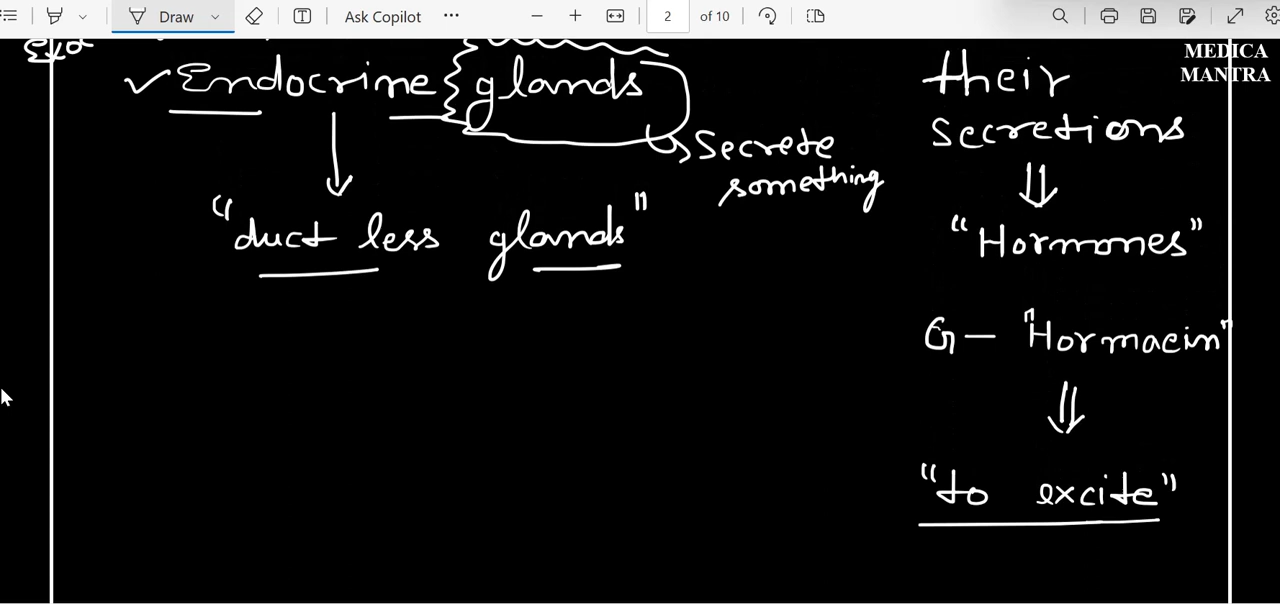 Draw
Ask Copilot
2 of 10
MEDICA
MANTRA
Endocrine glands
Secrete
something
"duct less glands"
their
secretions
"Hormones"
G - "Hormaein"
"to excite"